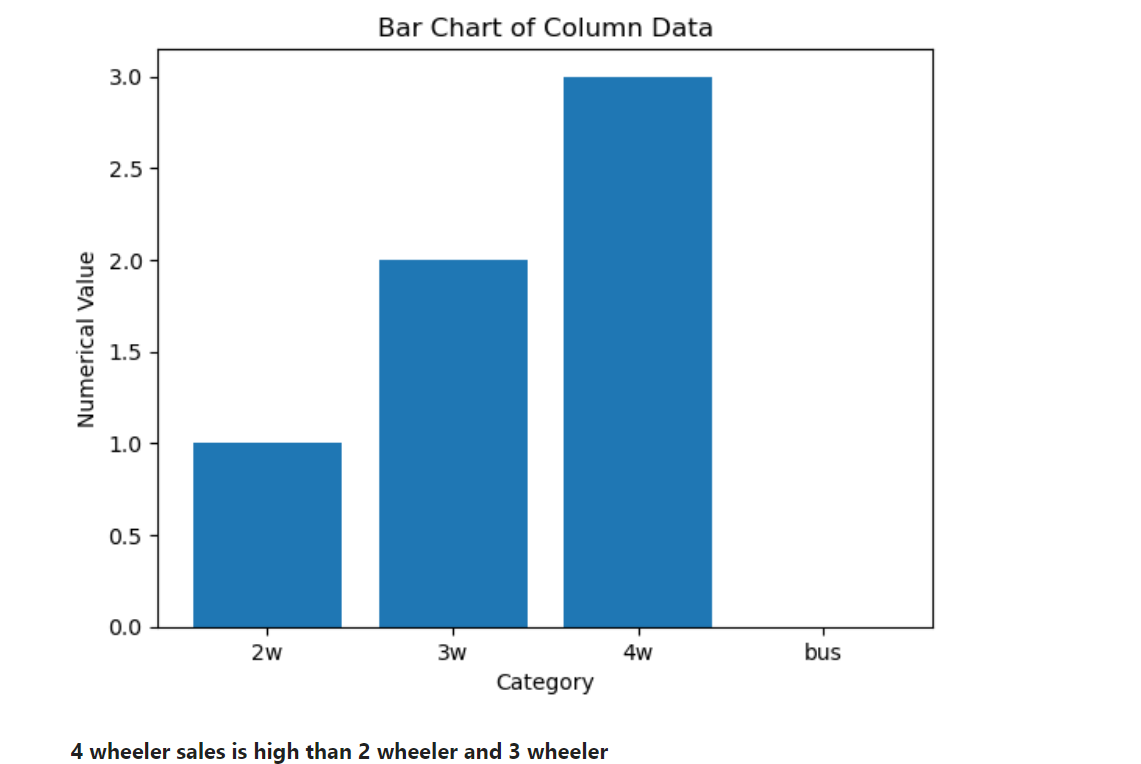 Bar Chart of Column Data
3.0
2.5
2.0
1.5
1.0
0.5
0.0
Numerical Value
2w 3w 4w bus
Category
4 wheeler sales is high than 2 wheeler and 3 wheeler